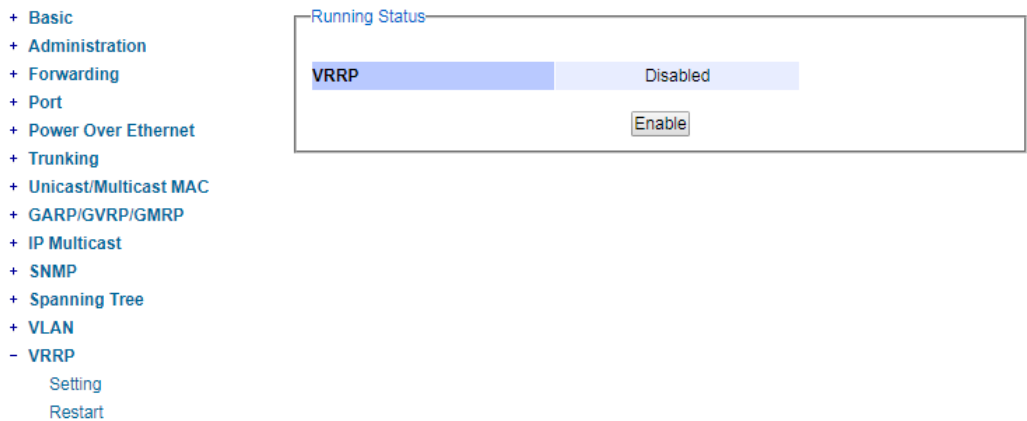 + Basic
+ Administration
+ Forwarding
+ Port
+ Power Over Ethernet
+ Trunking
+ Unicast/Multicast MAC
+ GARP/GVRP/GMRP
+ IP Multicast
+ SNMP
+ Spanning Tree
+ VLAN
- VRRP
Setting
Restart
Running Status
VRRP Disabled
Enable